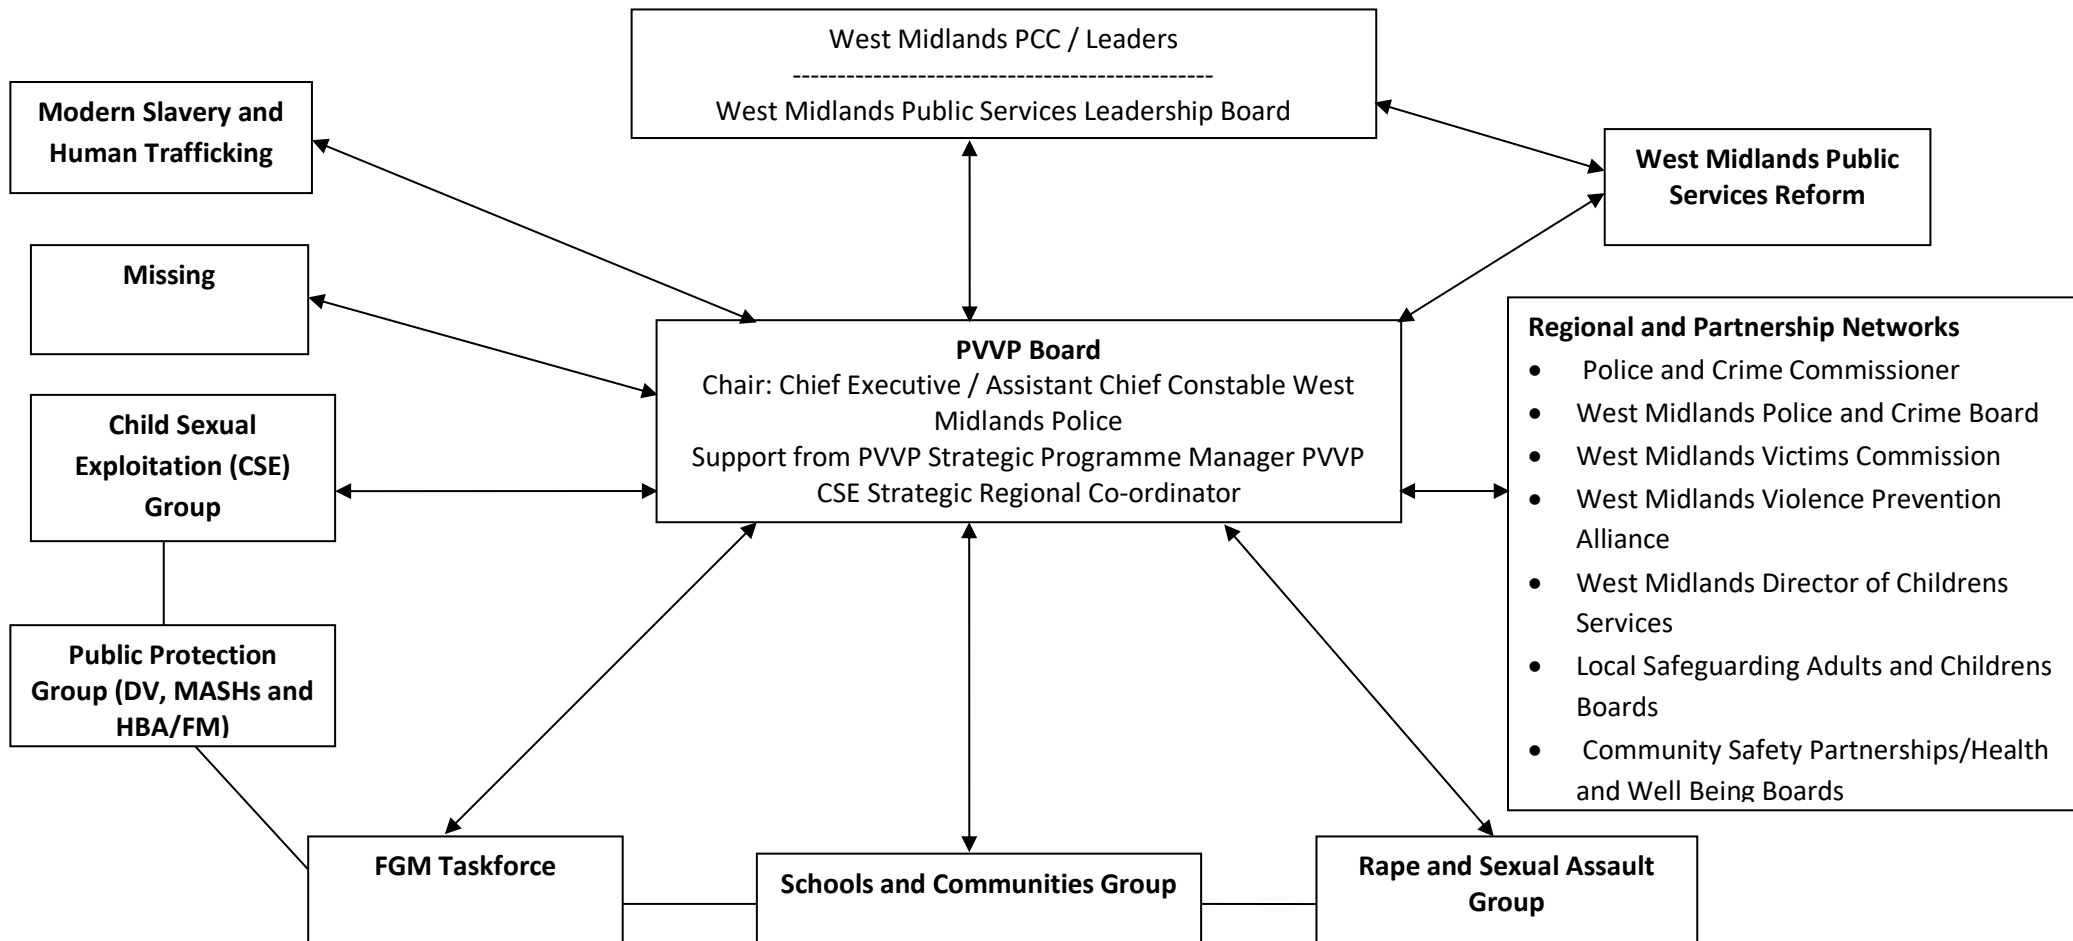 West Midlands PCC / Leaders
-----------------------------------------------
West Midlands Public Services Leadership Board
Modern Slavery and
Human Trafficking
West Midlands Public
Services Reform
Missing
PVVP Board
Chair: Chief Executive / Assistant Chief Constable West
Midlands Police
Support from PVVP Strategic Programme Manager PVVP
CSE Strategic Regional Co-ordinator
Regional and Partnership Networks
• Police and Crime Commissioner
• West Midlands Police and Crime Board
• West Midlands Victims Commission
• West Midlands Violence Prevention
Alliance
• West Midlands Director of Childrens
Services
• Local Safeguarding Adults and Childrens
Boards
• Community Safety Partnerships/Health
and Well Being Boards
Child Sexual
Exploitation (CSE)
Group
Public Protection
Group (DV, MASHs and
HBA/FM)
FGM Taskforce
Schools and Communities Group
Rape and Sexual Assault
Group